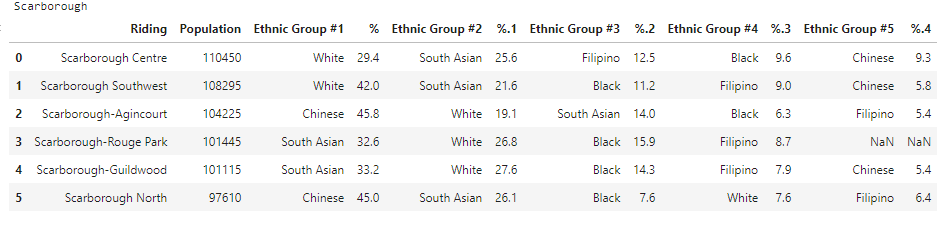 Scarborough
Riding Population Ethnic Group #1 % Ethnic Group #2 %.1 Ethnic Group #3 %.2 Ethnic Group #4 %.3 Ethnic Group #5 %.4
0 Scarborough Centre 110450 White 29.4 South Asian 25.6 Filipino 12.5 Black 9.6 Chinese 9.3
1 Scarborough Southwest 108295 White 42.0 South Asian 21.6 Black 11.2 Filipino 9.0 Chinese 5.8
2 Scarborough-Agincourt 104225 Chinese 45.8 White 19.1 South Asian 14.0 Black 6.3 Filipino 5.4
3 Scarborough-Rouge Park 101445 South Asian 32.6 White 26.8 Black 15.9 Filipino 8.7 NaN NaN
4 Scarborough-Guildwood 101115 South Asian 33.2 White 27.6 Black 14.3 Filipino 7.9 Chinese 5.4
5 Scarborough North 97610 Chinese 45.0 South Asian 26.1 Black 7.6 White 7.6 Filipino 6.4